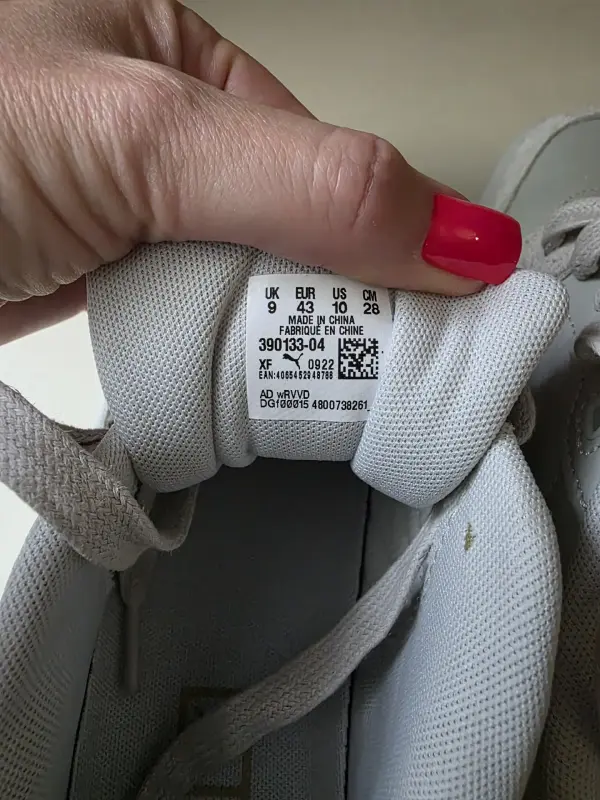 UK EUR US CM
9 43 10 28
MADE IN CHINA
FABRIQUÉ EN CHINE
390133-04
XF 0922
EAN:4065452948788
AD wRVVD
DGf00015 4800738261